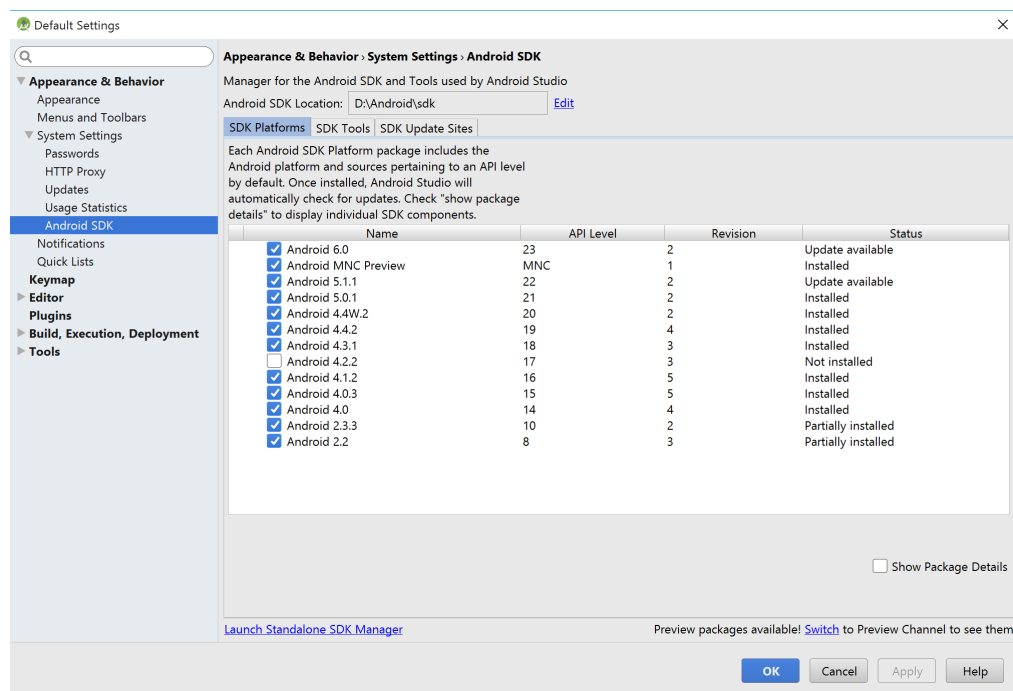 Default Settings
Appearance & Behavior
Appearance
Menus and Toolbars
System Settings
Passwords
HTTP Proxy
Updates
Usage Statistics
Android SDK
Notifications
Quick Lists
Keymap
Editor
Plugins
Build, Execution, Deployment
Tools
Appearance & Behavior › System Settings › Android SDK
Manager for the Android SDK and Tools used by Android Studio
Android SDK Location: D:\Android\sdk Edit
SDK Platforms SDK Tools SDK Update Sites
Each Android SDK Platform package includes the
Android platform and sources pertaining to an API level
by default. Once installed, Android Studio will
automatically check for updates. Check "show package
details" to display individual SDK components.
Name API Level Revision Status
Android 6.0 23 2 Update available
Android MNC Preview MNC 1 Installed
Android 5.1.1 22 2 Update available
Android 5.0.1 21 2 Installed
Android 4.4W.2 20 2 Installed
Android 4.4.2 19 4 Installed
Android 4.3.1 18 3 Installed
Android 4.2.2 17 3 Not installed
Android 4.1.2 16 5 Installed
Android 4.0.3 15 5 Installed
Android 4.0 14 4 Installed
Android 2.3.3 10 2 Partially installed
Android 2.2 8 3 Partially installed
Show Package Details
Launch Standalone SDK Manager Preview packages available! Switch to Preview Channel to see them
OK Cancel Apply Help